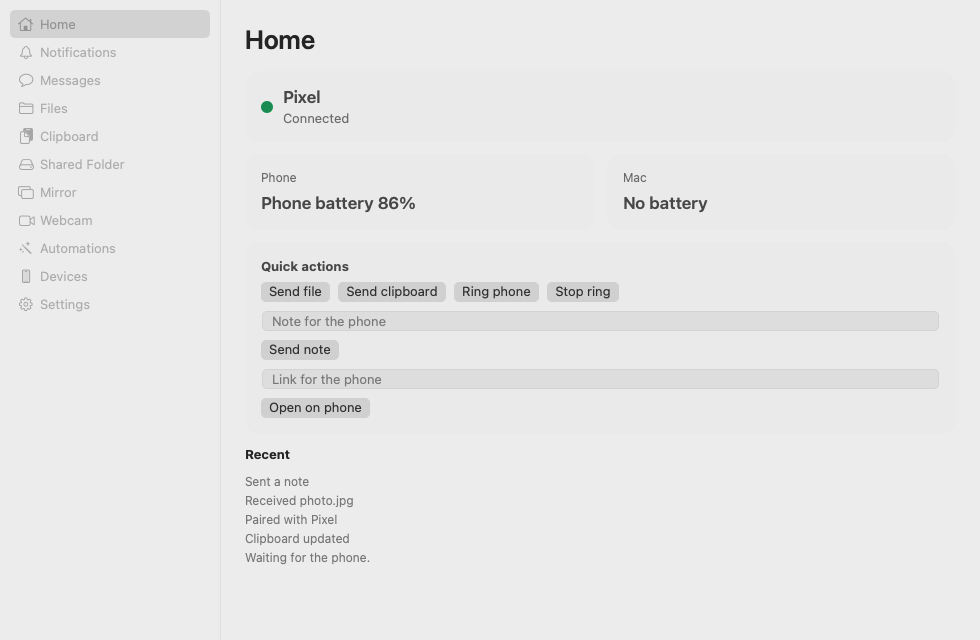 Home
Notifications
Messages
Files
Clipboard
Shared Folder
Mirror
Webcam
Automations
Devices
Settings
Home
Pixel
Connected
Phone
Phone battery 86%
Mac
No battery
Quick actions
Send file
Send clipboard
Ring phone
Stop ring
Note for the phone
Send note
Link for the phone
Open on phone
Recent
Sent a note
Received photo.jpg
Paired with Pixel
Clipboard updated
Waiting for the phone.